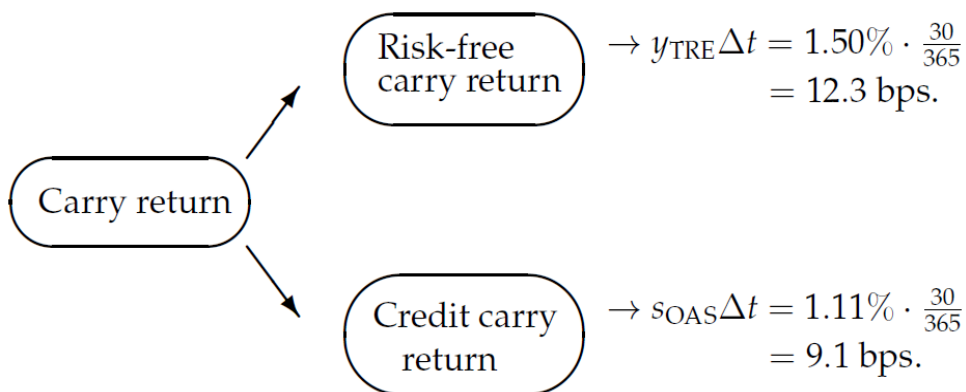 Risk-free
carry return
→ y_TRE Δt = 1.50% · 30/365
= 12.3 bps.
Carry return
Credit carry
return
→ s_OAS Δt = 1.11% · 30/365
= 9.1 bps.